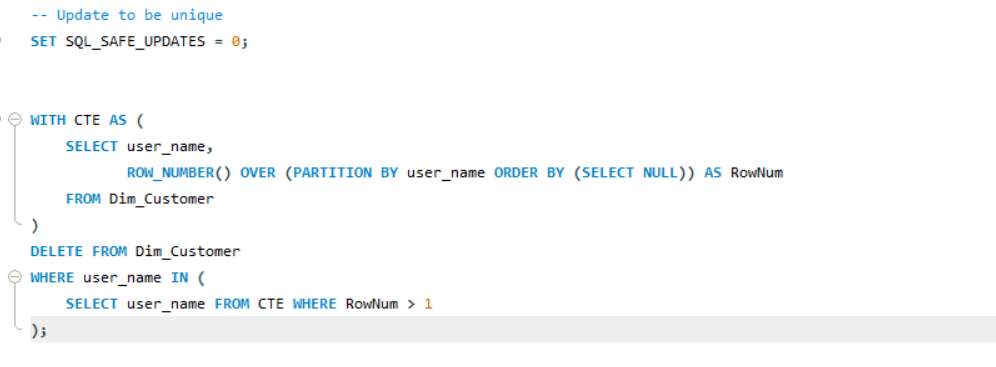 -- Update to be unique
SET SQL_SAFE_UPDATES = 0;
WITH CTE AS (
SELECT user_name,
ROW_NUMBER() OVER (PARTITION BY user_name ORDER BY (SELECT NULL)) AS RowNum
FROM Dim_Customer
)
DELETE FROM Dim_Customer
WHERE user_name IN (
SELECT user_name FROM CTE WHERE RowNum > 1
);